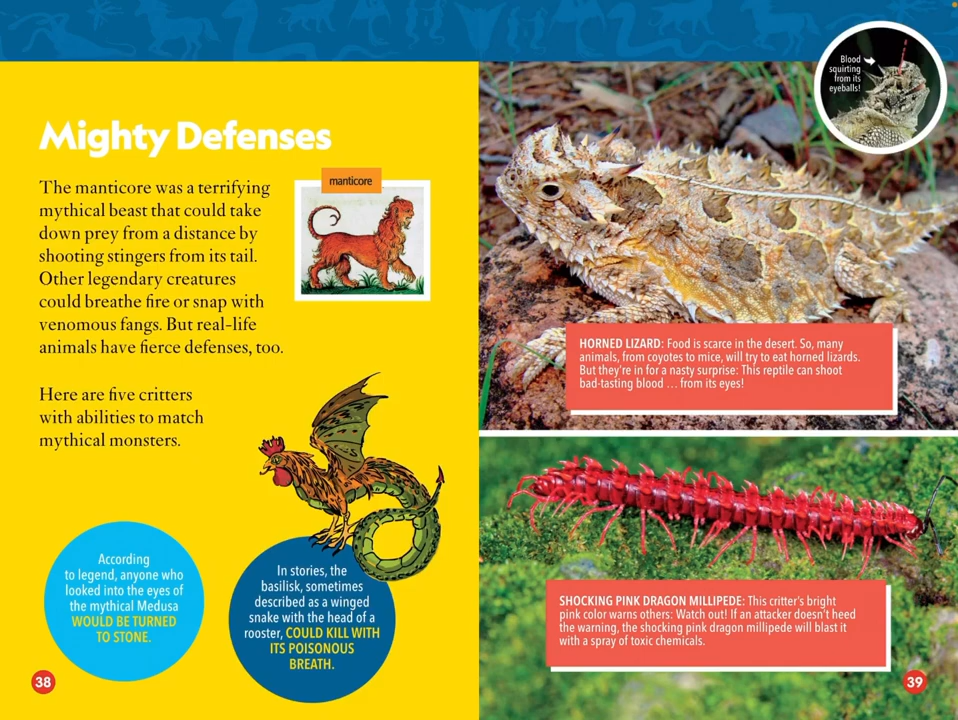 Mighty Defenses
The manticore was a terrifying
mythical beast that could take
down prey from a distance by
shooting stingers from its tail.
Other legendary creatures
could breathe fire or snap with
venomous fangs. But real-life
animals have fierce defenses, too.
Here are five critters
with abilities to match
mythical monsters.
manticore
According
to legend, anyone who
looked into the eyes of
the mythical Medusa
WOULD BE TURNED
TO STONE.
In stories, the
basilisk, sometimes
described as a winged
snake with the head of a
rooster, COULD KILL WITH
ITS POISONOUS
BREATH.
38
Blood
squirting
from its
eyeballs!
HORNED LIZARD: Food is scarce in the desert. So, many
animals, from coyotes to mice, will try to eat horned lizards.
But they're in for a nasty surprise: This reptile can shoot
bad-tasting blood … from its eyes!
SHOCKING PINK DRAGON MILLIPEDE: This critter's bright
pink color warns others: Watch out! If an attacker doesn't heed
the warning, the shocking pink dragon millipede will blast it
with a spray of toxic chemicals.
39